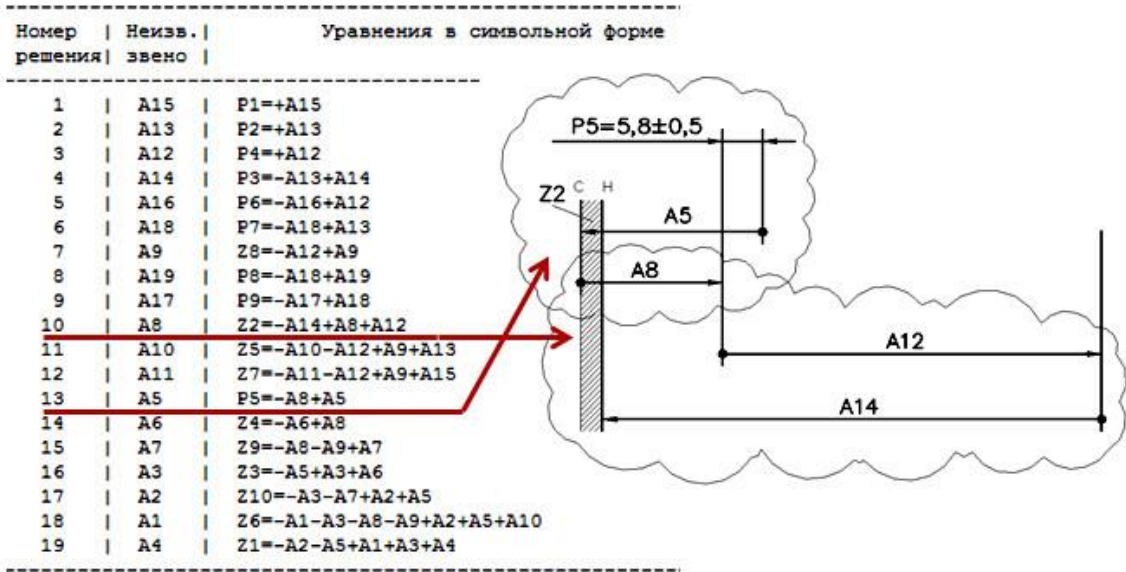 Номер | Неизв.| Уравнения в символьной форме
решения| звено |
1 | A15 | P1=+A15
2 | A13 | P2=+A13
3 | A12 | P4=+A12
4 | A14 | P3=-A13+A14
5 | A16 | P6=-A16+A12
6 | A18 | P7=-A18+A13
7 | A9 | Z8=-A12+A9
8 | A19 | P8=-A18+A19
9 | A17 | P9=-A17+A18
10 | A8 | Z2=-A14+A8+A12
11 | A10 | Z5=-A10-A12+A9+A13
12 | A11 | Z7=-A11-A12+A9+A15
13 | A5 | P5=-A8+A5
14 | A6 | Z4=-A6+A8
15 | A7 | Z9=-A8-A9+A7
16 | A3 | Z3=-A5+A3+A6
17 | A2 | Z10=-A3-A7+A2+A5
18 | A1 | Z6=-A1-A3-A8-A9+A2+A5+A10
19 | A4 | Z1=-A2-A5+A1+A3+A4
P5=5,8±0,5
Z2 С Н
A5
A8
A12
A14